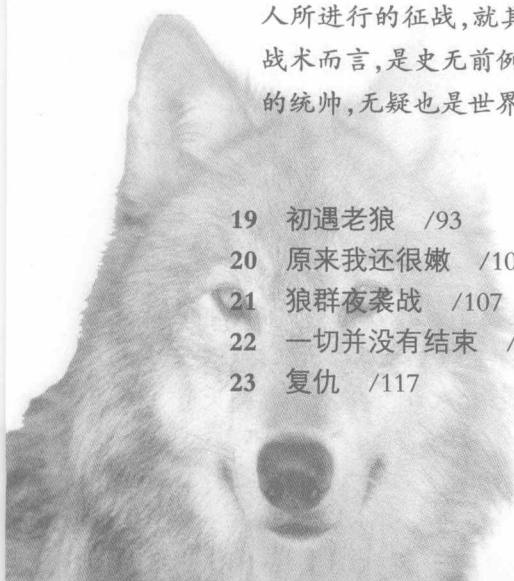 人所进行的征战,就其
战术而言,是史无前例
的统帅,无疑也是世界
19 初遇老狼 /93
20 原来我还很嫩 /10
21 狼群夜袭战 /107
22 一切并没有结束 /
23 复仇 /117